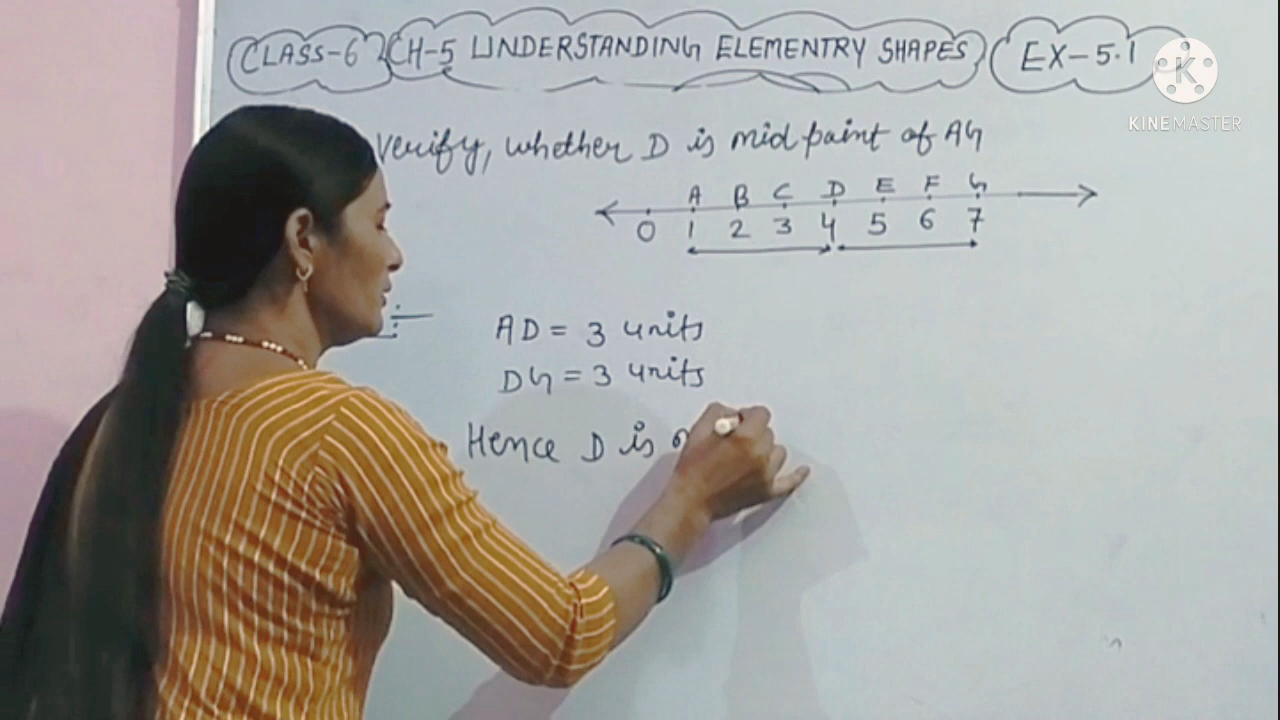 CLASS-6 CH-5 UNDERSTANDING ELEMENTRY SHAPES EX-5.1
KINEMASTER
verify, whether D is mid paint of AG
A B C D E F G
0 1 2 3 4 5 6 7
AD = 3 units
DG = 3 units
Hence D is